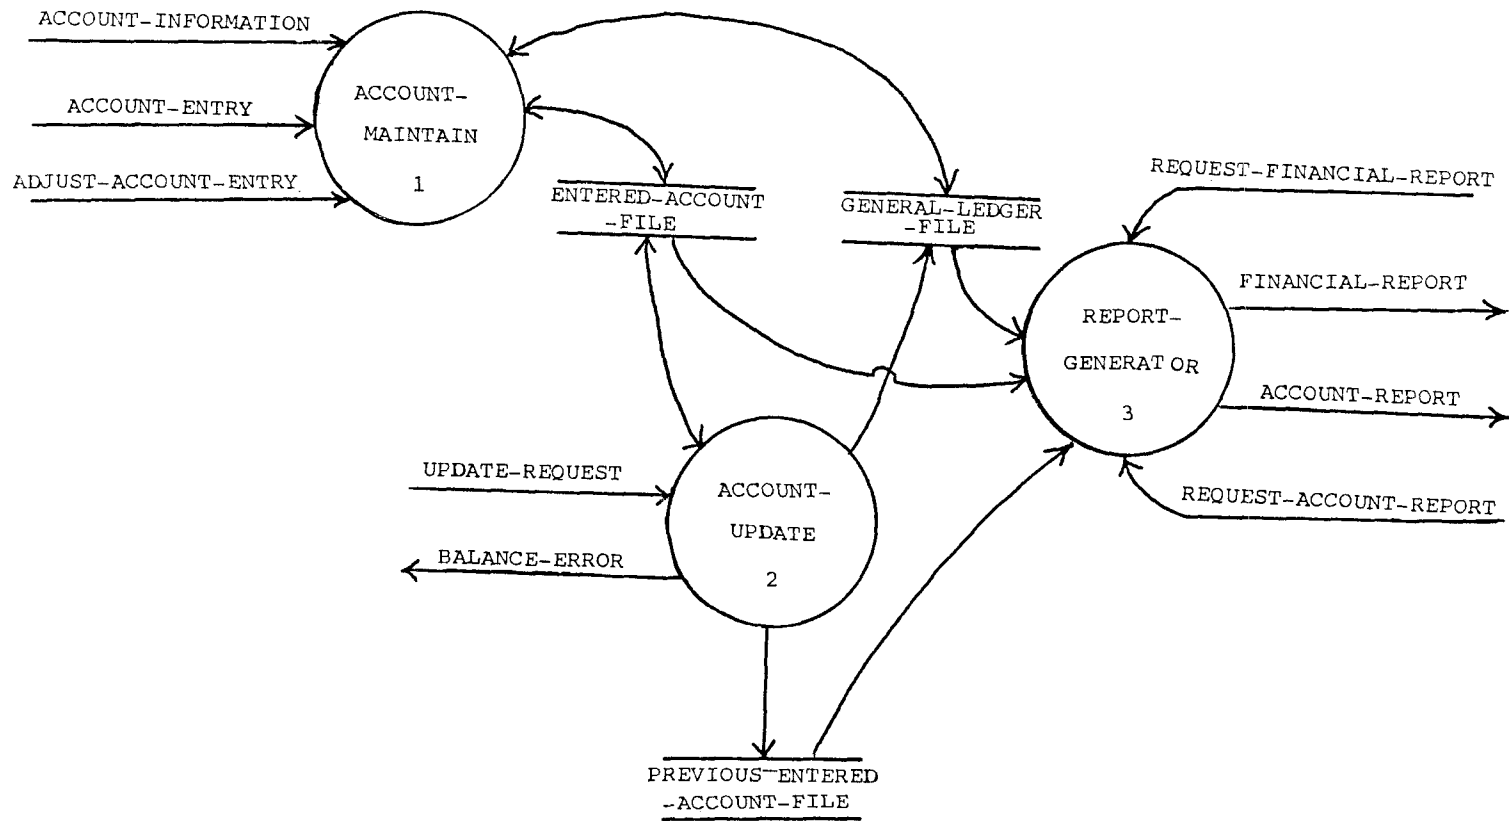 ACCOUNT-INFORMATION
ACCOUNT-ENTRY
ADJUST-ACCOUNT-ENTRY
ACCOUNT-
MAINTAIN
1
ENTERED-ACCOUNT
-FILE
GENERAL-LEDGER
-FILE
REQUEST-FINANCIAL-REPORT
FINANCIAL-REPORT
REPORT-
GENERATOR
3
ACCOUNT-REPORT
REQUEST-ACCOUNT-REPORT
UPDATE-REQUEST
BALANCE-ERROR
ACCOUNT-
UPDATE
2
PREVIOUS-ENTERED
-ACCOUNT-FILE